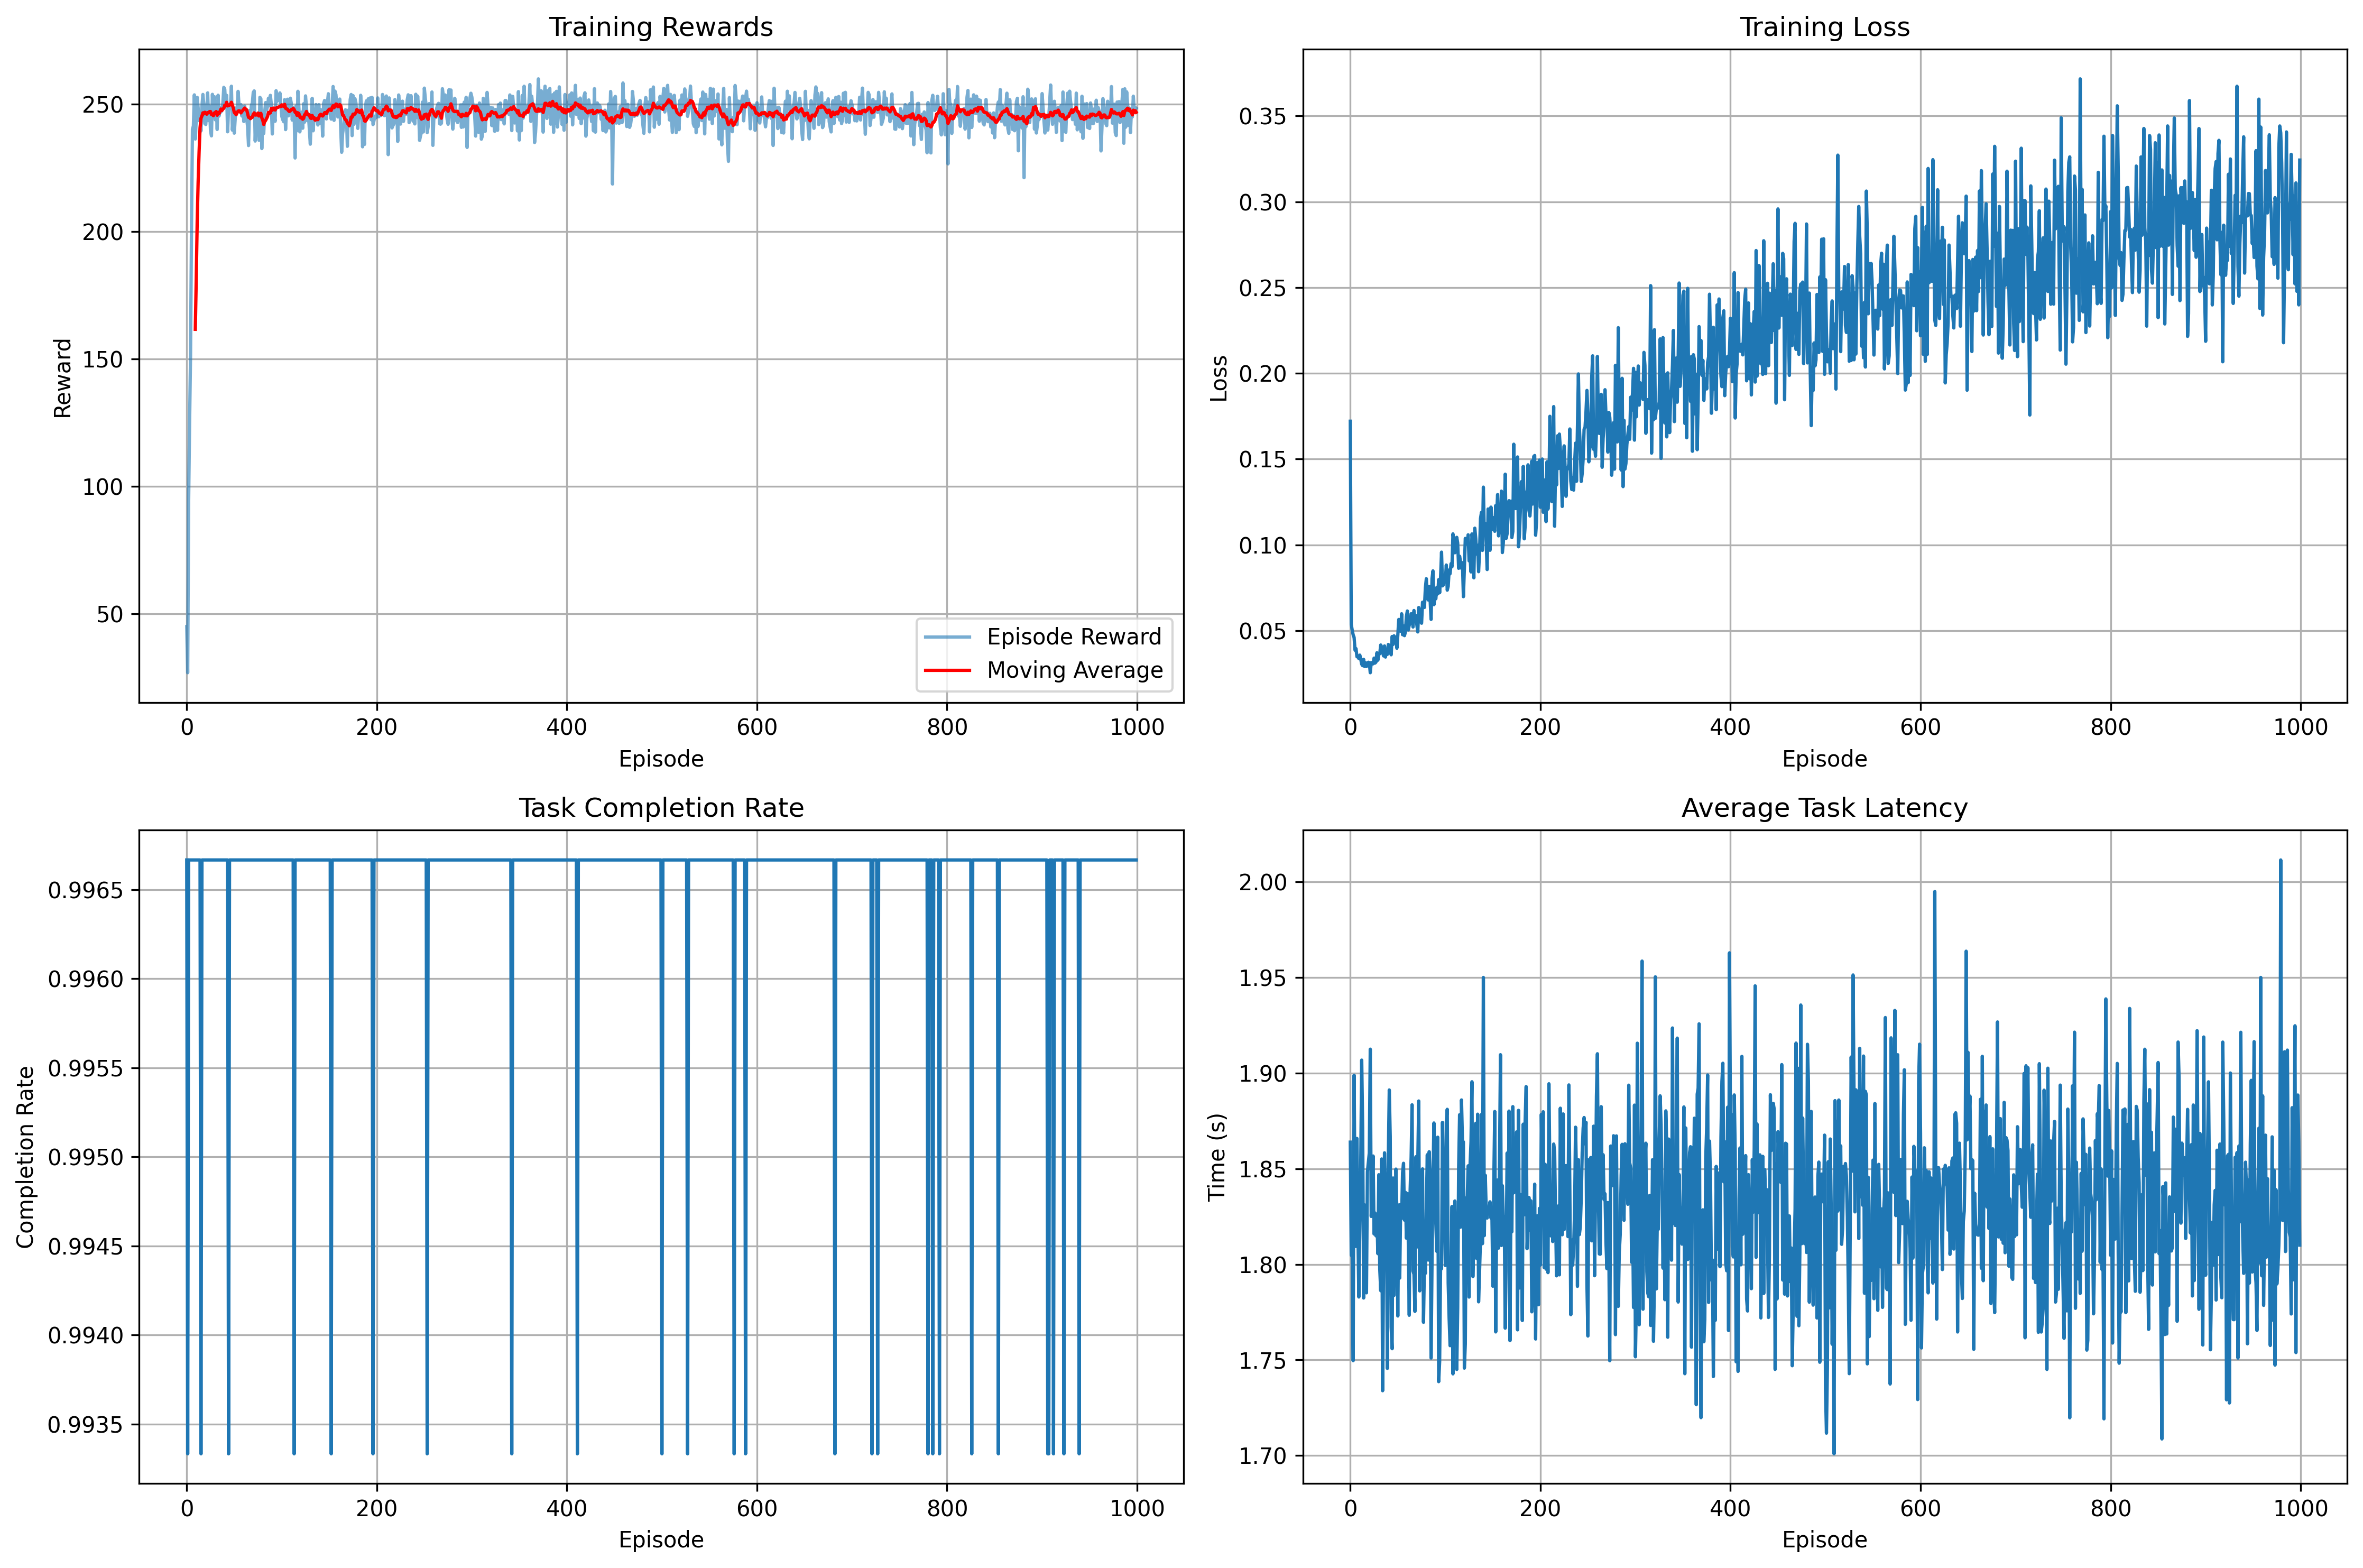 Training Rewards
Reward
250
200
150
100
50
0 200 400 600 800 1000
Episode
Episode Reward
Moving Average
Training Loss
Loss
0.35
0.30
0.25
0.20
0.15
0.10
0.05
0 200 400 600 800 1000
Episode
Task Completion Rate
Completion Rate
0.9965
0.9960
0.9955
0.9950
0.9945
0.9940
0.9935
0 200 400 600 800 1000
Episode
Average Task Latency
Time (s)
2.00
1.95
1.90
1.85
1.80
1.75
1.70
0 200 400 600 800 1000
Episode